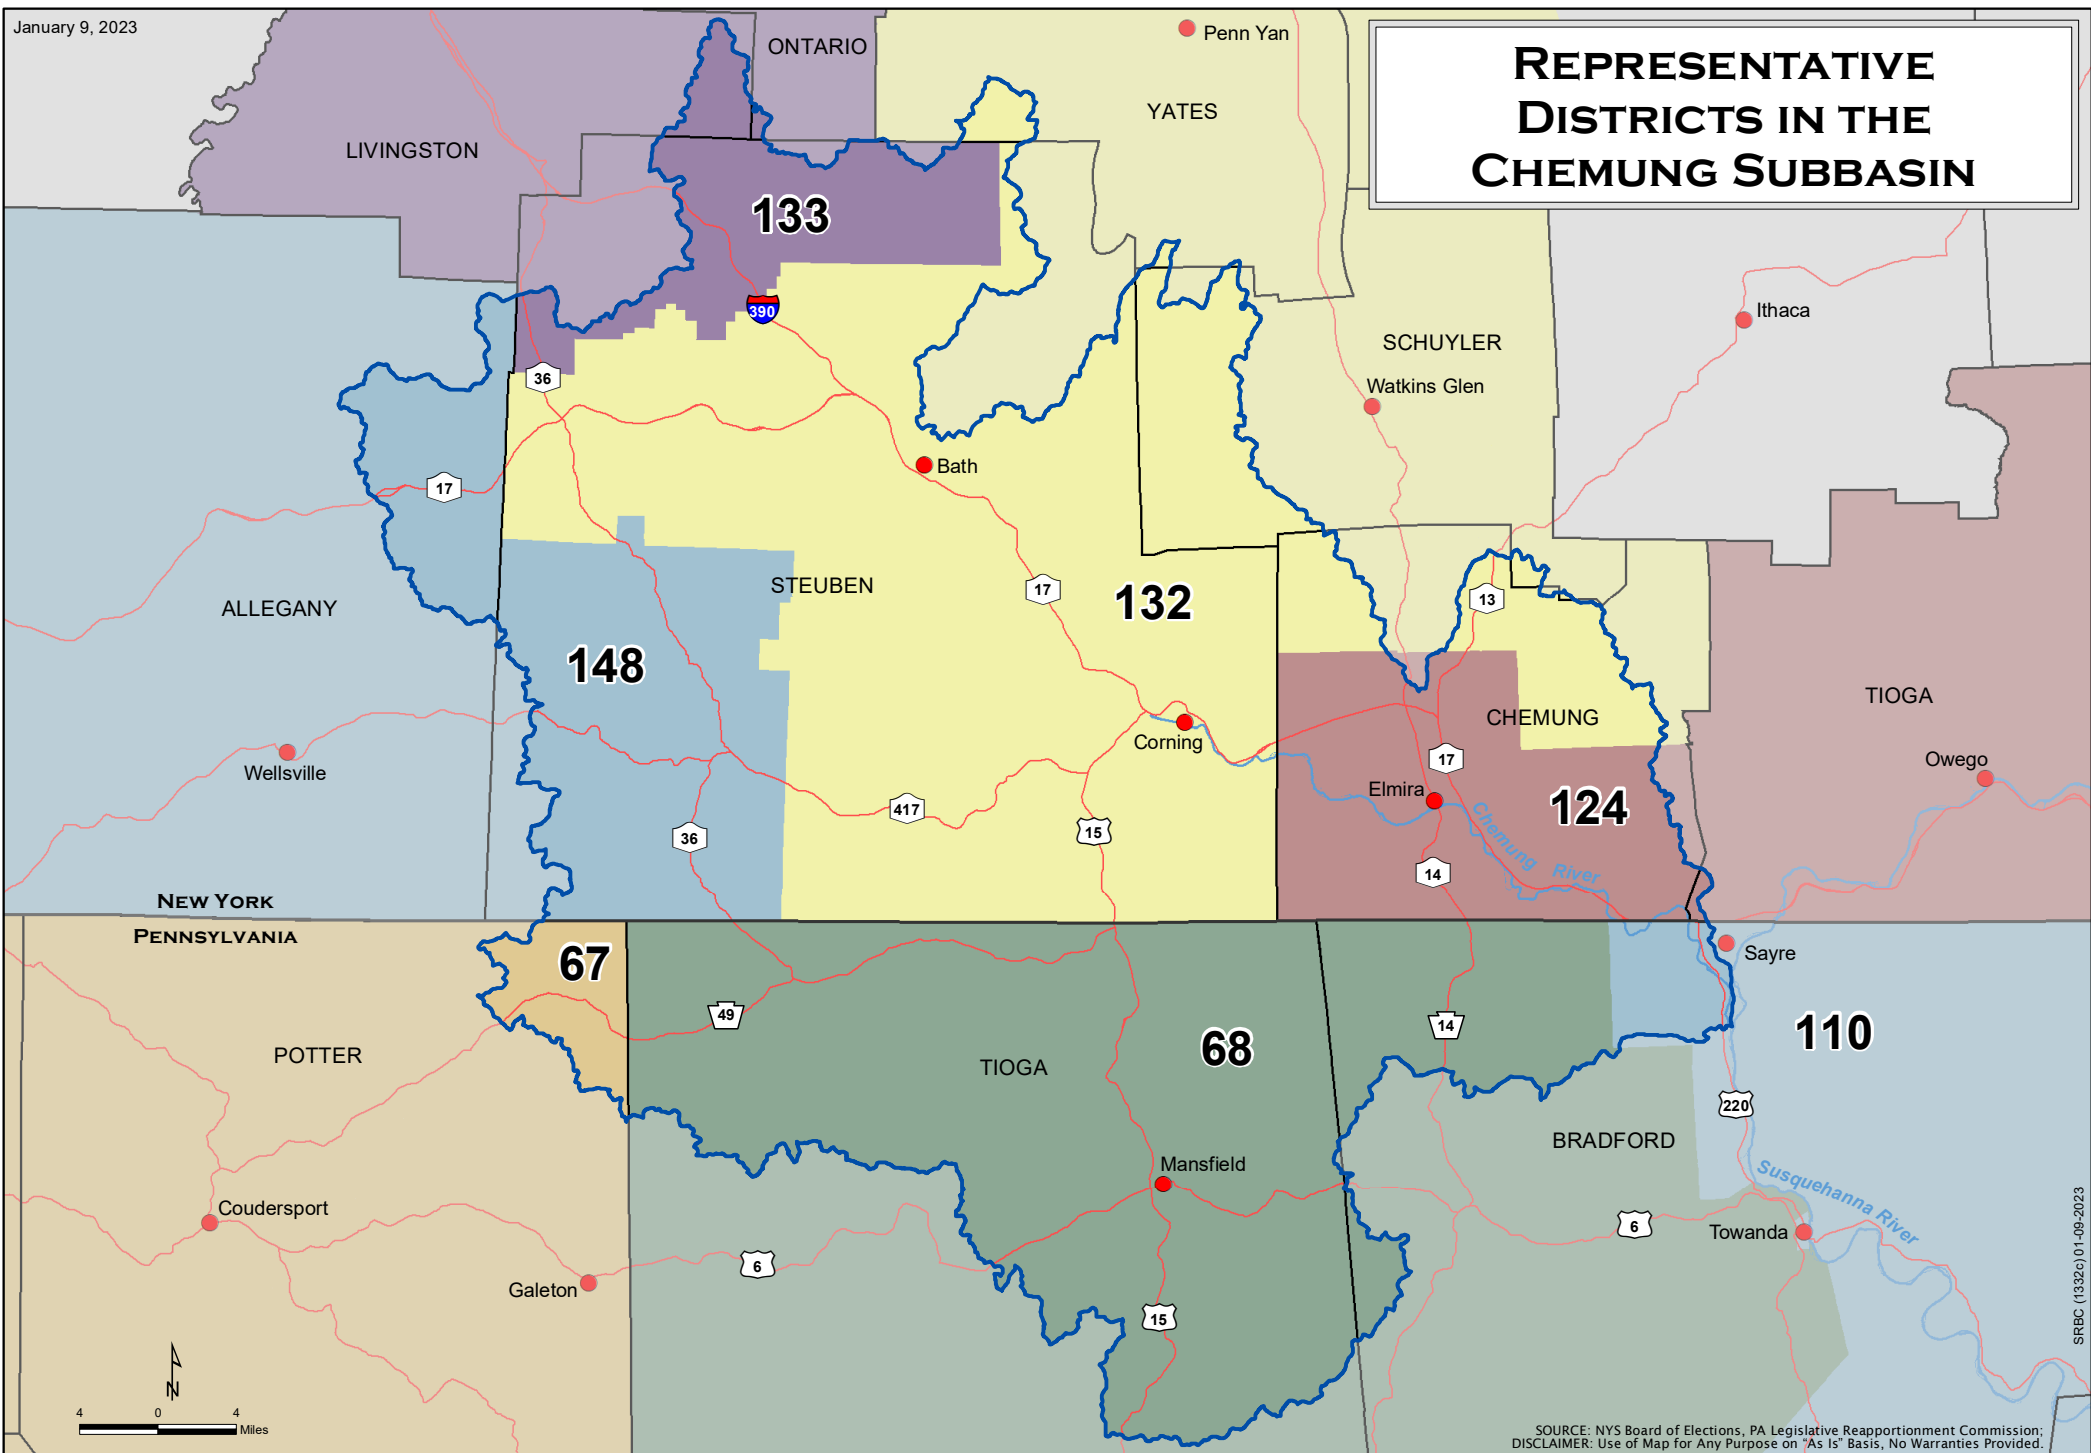 January 9, 2023
REPRESENTATIVE
DISTRICTS IN THE
CHEMUNG SUBBASIN
ONTARIO
Penn Yan
YATES
LIVINGSTON
133
390
Ithaca
SCHUYLER
36
Watkins Glen
Bath
17
STEUBEN
17
132
13
ALLEGANY
148
TIOGA
CHEMUNG
Corning
17
Wellsville
Owego
Elmira
124
417
36
15
Chemung River
14
NEW YORK
PENNSYLVANIA
67
Sayre
49
14
110
68
POTTER
TIOGA
220
BRADFORD
Mansfield
Susquehanna River
Coudersport
6
Towanda
6
Galeton
15
N
4 0 4
Miles
SRBC (1332c) 01-09-2023
SOURCE: NYS Board of Elections, PA Legislative Reapportionment Commission;
DISCLAIMER: Use of Map for Any Purpose on "As Is" Basis, No Warranties Provided.